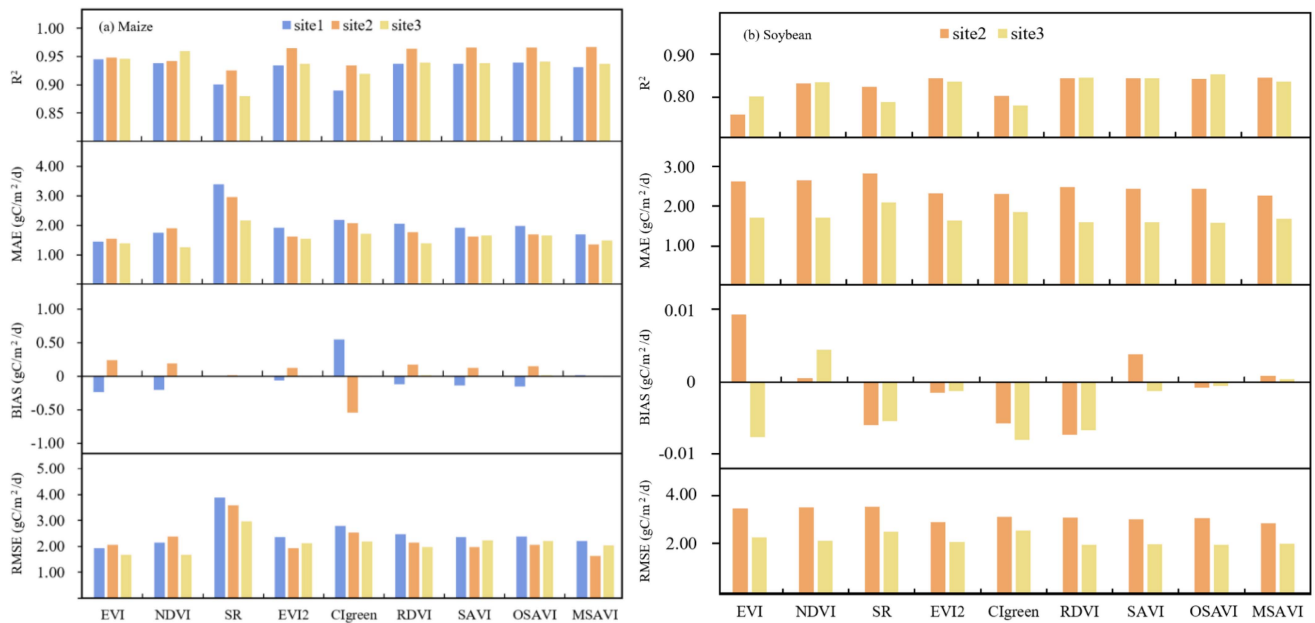 (a) Maize
site1 site2 site3
R²
1.00
0.95
0.90
0.85
MAE (gC/m²/d)
4.00
3.00
2.00
1.00
BIAS (gC/m²/d)
1.00
0.50
0
-0.50
-1.00
RMSE (gC/m²/d)
5.00
4.00
3.00
2.00
1.00
EVI NDVI SR EVI2 CIgreen RDVI SAVI OSAVI MSAVI
(b) Soybean
site2 site3
R²
0.90
0.80
MAE (gC/m²/d)
3.00
2.00
1.00
BIAS (gC/m²/d)
0.01
0
-0.01
RMSE (gC/m²/d)
4.00
2.00
EVI NDVI SR EVI2 CIgreen RDVI SAVI OSAVI MSAVI